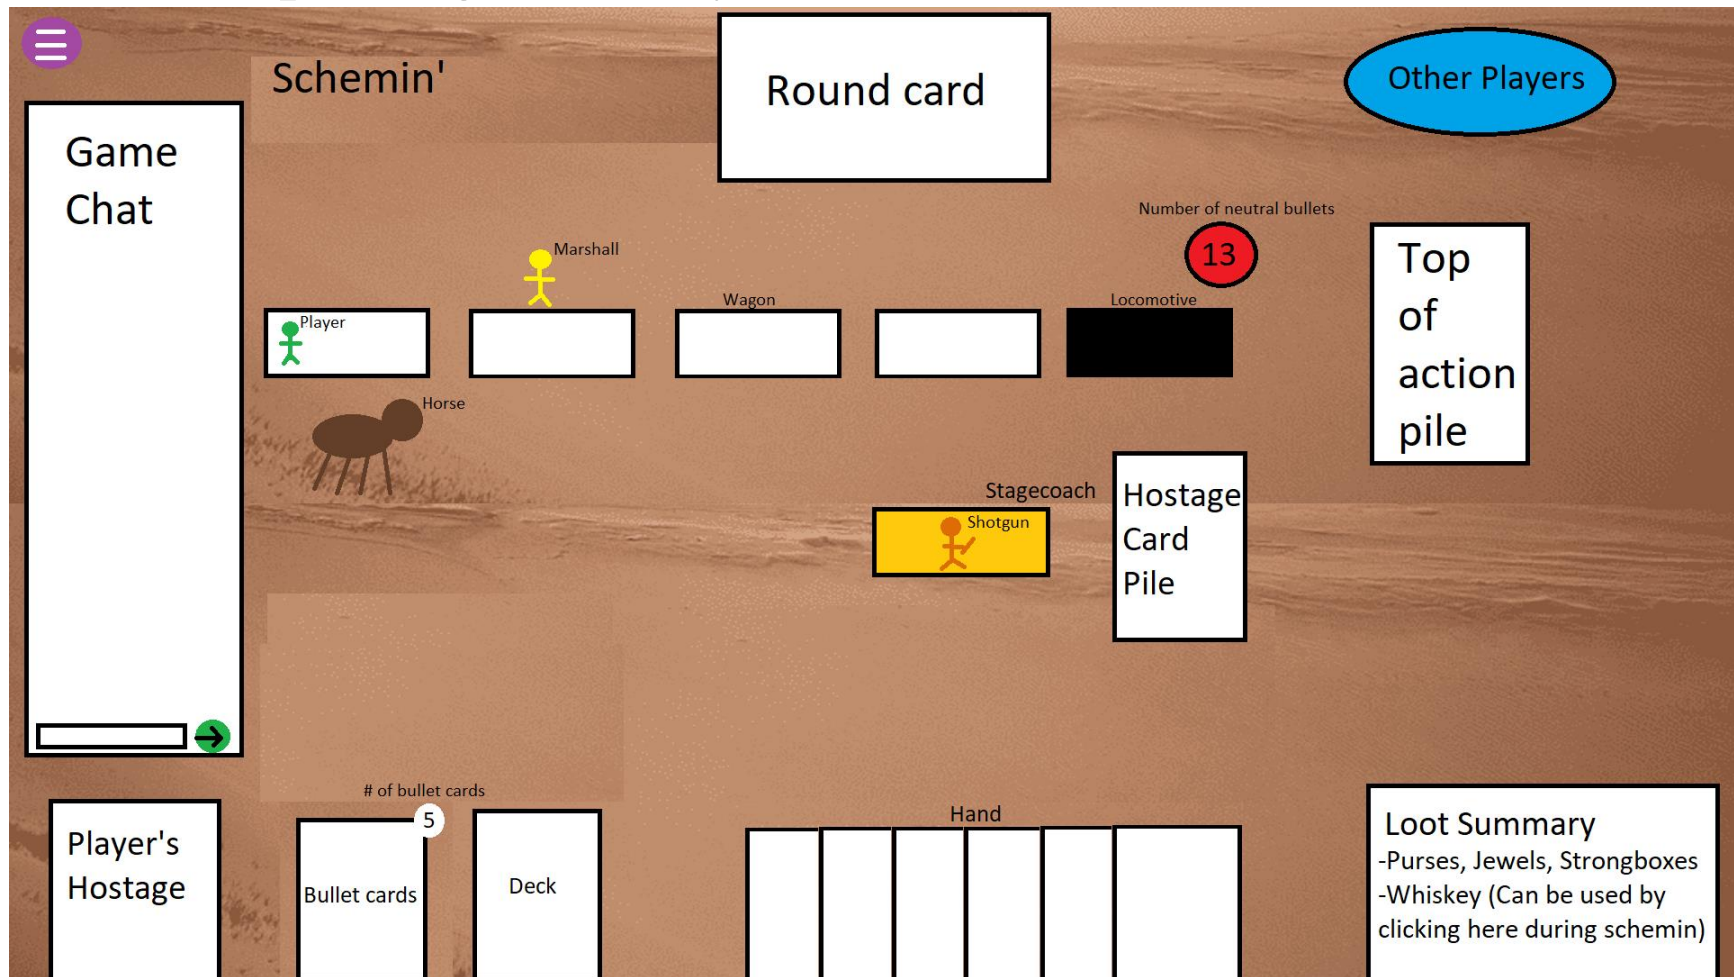 Schemin'
Round card
Other Players
Game
Chat
Number of neutral bullets
13
Marshall
Wagon
Locomotive
Player
Top
of
action
pile
Horse
Stagecoach
Shotgun
Hostage
Card
Pile
# of bullet cards
5
Player's
Hostage
Bullet cards
Deck
Hand
Loot Summary
-Purses, Jewels, Strongboxes
-Whiskey (Can be used by
clicking here during schemin)